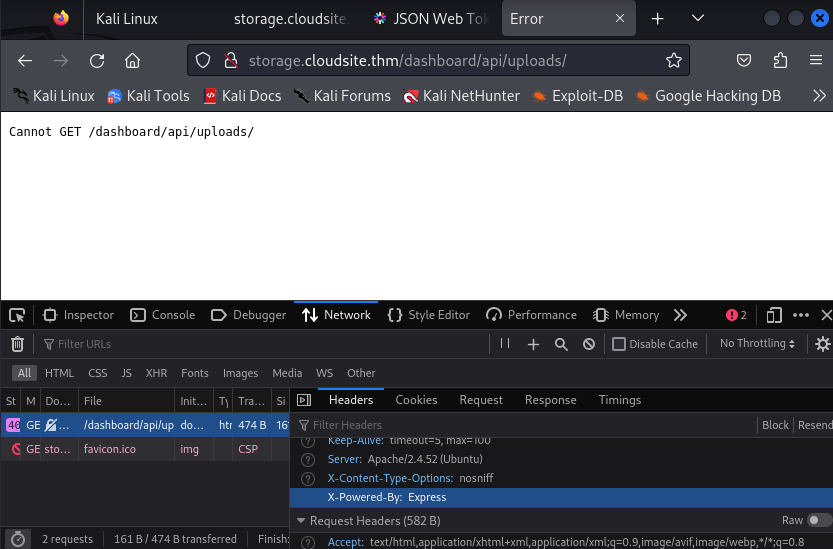 Kali Linux storage.cloudsite. JSON Web Tok Error
storage.cloudsite.thm/dashboard/api/uploads/
Kali Linux Kali Tools Kali Docs Kali Forums Kali NetHunter Exploit-DB Google Hacking DB
Cannot GET /dashboard/api/uploads/
Inspector Console Debugger Network Style Editor Performance Memory 2
Filter URLs Disable Cache No Throttling
All HTML CSS JS XHR Fonts Images Media WS Other
St M Do... File Init... Ty Tra... Si Headers Cookies Request Response Timings
40 GE ... /dashboard/api/up do... htr 474 B 161 Filter Headers Block Resend
GE sto... favicon.ico img CSP Keep-Alive: timeout=5, max=100
Server: Apache/2.4.52 (Ubuntu)
X-Content-Type-Options: nosniff
X-Powered-By: Express
Request Headers (582 B) Raw
2 requests 161 B / 474 B transferred Finish: Accept: text/html,application/xhtml+xml,application/xml;q=0.9,image/avif,image/webp,*/*;q=0.8